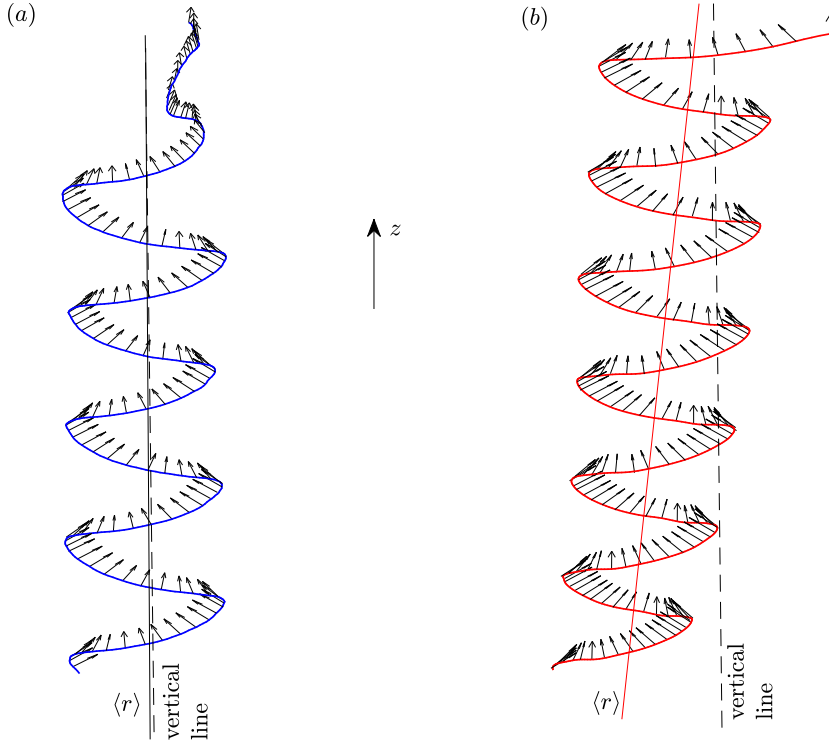 (a)
(b)
z
⟨r⟩
vertical
line
⟨r⟩
vertical
line